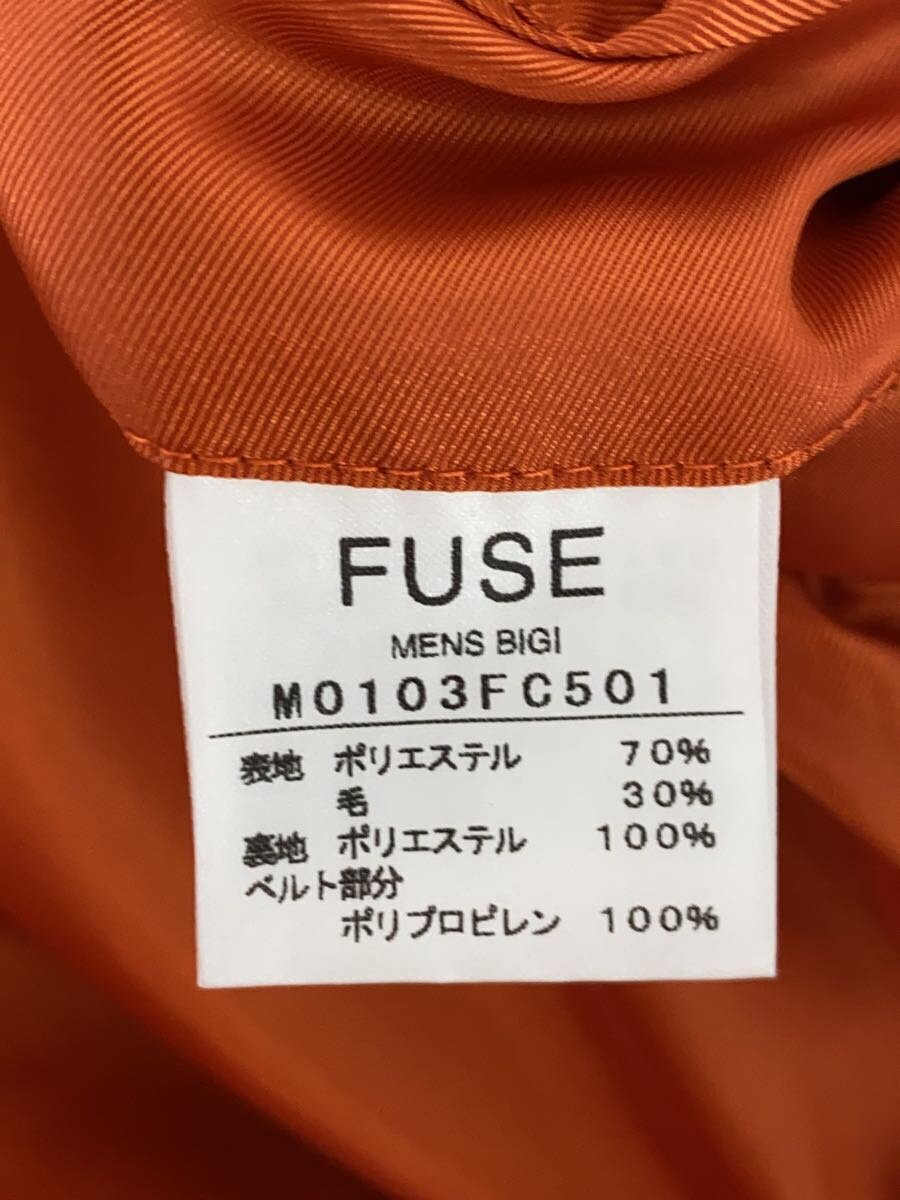 FUSE
MENS BIGI
M0103FC501
表地 ポリエステル 70%
毛 30%
裏地 ポリエステル 100%
ベルト部分
ポリプロピレン 100%